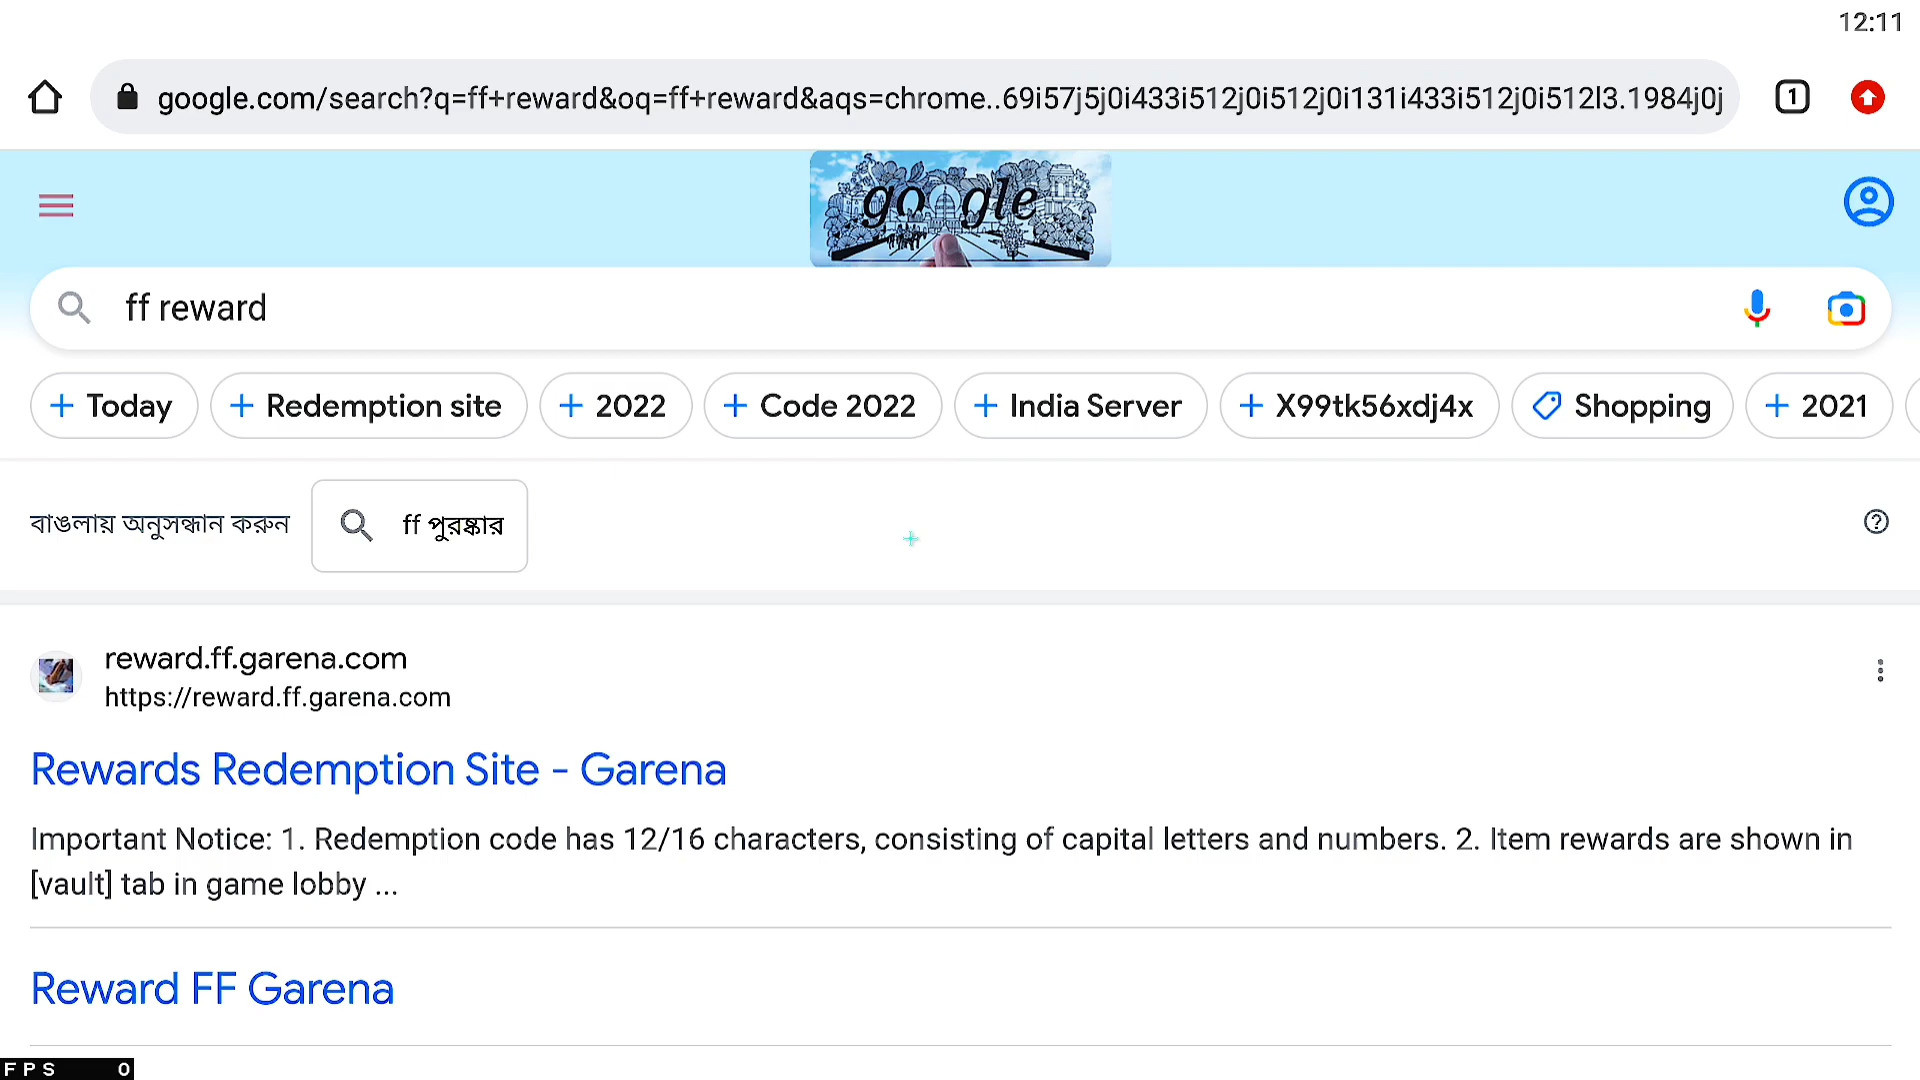 12:11
google.com/search?q=ff+reward&oq=ff+reward&aqs=chrome..69i57j5j0i433i512j0i512j0i131i433i512j0i512l3.1984j0j
1
google
ff reward
+ Today
+ Redemption site
+ 2022
+ Code 2022
+ India Server
+ X99tk56xdj4x
Shopping
+ 2021
বাঙলায় অনুসন্ধান করুন
ff পুরষ্কার
reward.ff.garena.com
https://reward.ff.garena.com
Rewards Redemption Site - Garena
Important Notice: 1. Redemption code has 12/16 characters, consisting of capital letters and numbers. 2. Item rewards are shown in
[vault] tab in game lobby ...
Reward FF Garena
FPS 0